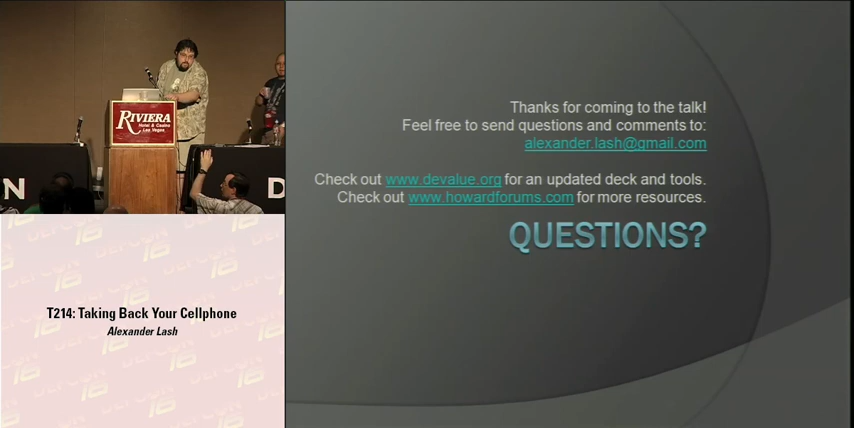 RIVIERA
Hotel & Casino
Las Vegas
N
D
T214: Taking Back Your Cellphone
Alexander Lash
DEFCON 16
Thanks for coming to the talk!
Feel free to send questions and comments to:
alexander.lash@gmail.com
Check out www.devalue.org for an updated deck and tools.
Check out www.howardforums.com for more resources.
QUESTIONS?